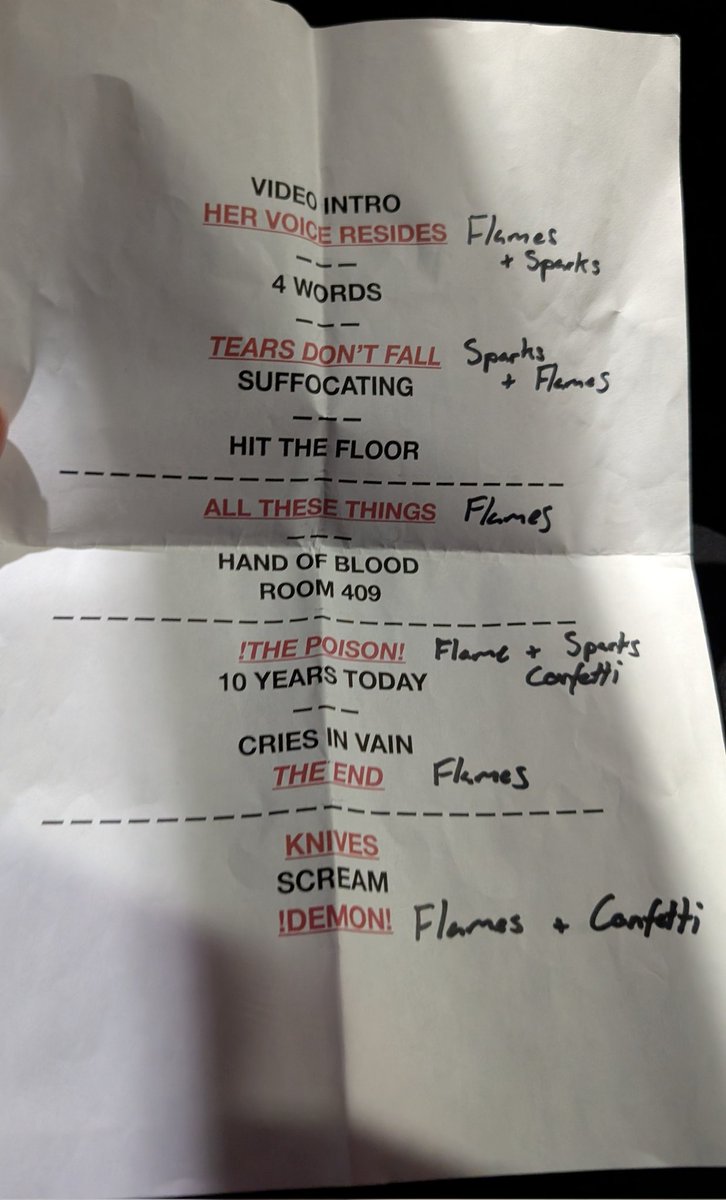 VIDEO INTRO
HER VOICE RESIDES Flames
+ Sparks
---
4 WORDS
---
TEARS DON'T FALL Sparks
+ Flames
SUFFOCATING
---
HIT THE FLOOR
---------------------
ALL THESE THINGS Flames
---
HAND OF BLOOD
ROOM 409
---------------------
!THE POISON! Flame + Sparks
Confetti
10 YEARS TODAY
---
CRIES IN VAIN
THE END Flames
---------------------
KNIVES
SCREAM
!DEMON! Flames + Confetti